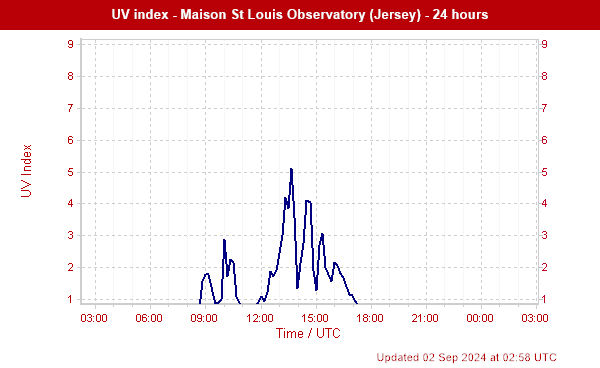 UV index - Maison St Louis Observatory (Jersey) - 24 hours
9 9
8 8
7 7
6 6
5 5
4 4
3 3
2 2
1 1
UV Index
03:00 06:00 09:00 12:00 15:00 18:00 21:00 00:00 03:00
Time / UTC
Updated 02 Sep 2024 at 02:58 UTC